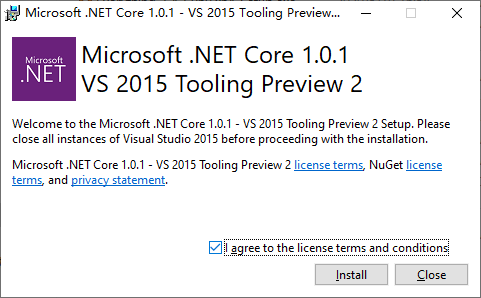 Microsoft .NET Core 1.0.1 - VS 2015 Tooling Preview...
Microsoft
.NET
Microsoft .NET Core 1.0.1
VS 2015 Tooling Preview 2
Welcome to the Microsoft .NET Core 1.0.1 - VS 2015 Tooling Preview 2 Setup. Please
close all instances of Visual Studio 2015 before proceeding with the installation.
Microsoft .NET Core 1.0.1 - VS 2015 Tooling Preview 2 license terms, NuGet license
terms, and privacy statement.
I agree to the license terms and conditions
Install
Close